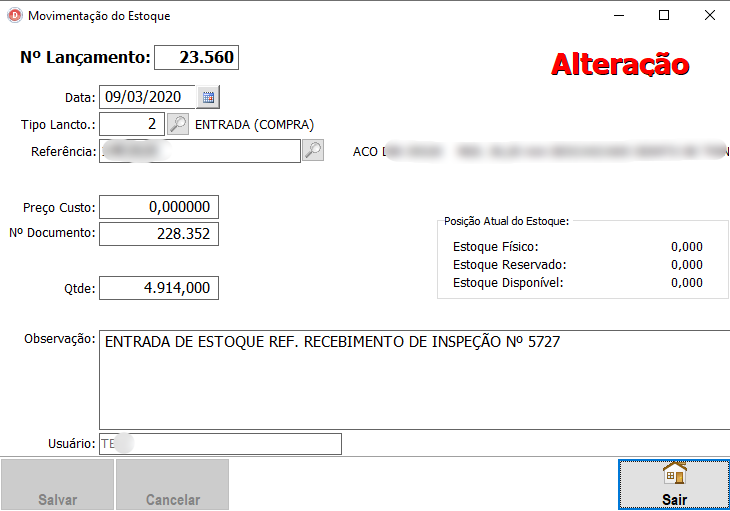 Movimentação do Estoque
Nº Lançamento: 23.560
Alteração
Data: 09/03/2020
Tipo Lancto.: 2 ENTRADA (COMPRA)
Referência: ACO
Preço Custo: 0,000000
Nº Documento: 228.352
Posição Atual do Estoque:
Estoque Físico: 0,000
Estoque Reservado: 0,000
Estoque Disponível: 0,000
Qtde: 4.914,000
Observação: ENTRADA DE ESTOQUE REF. RECEBIMENTO DE INSPEÇÃO Nº 5727
Usuário: TE
Salvar Cancelar Sair